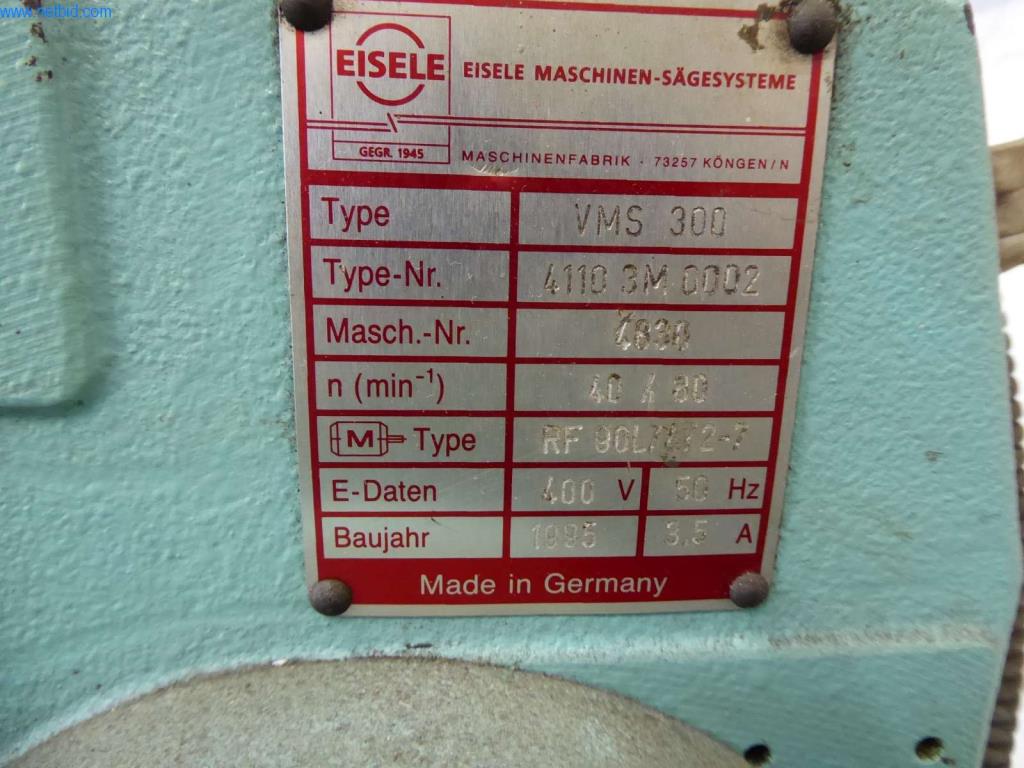 www.netbid.com
EISELE EISELE MASCHINEN-SÄGESYSTEME
GEGR. 1945 MASCHINENFABRIK · 73257 KÖNGEN/N
Type VMS 300
Type-Nr. 4110 3M 0002
Masch.-Nr.
n (min⁻¹) 40 / 80
M Type RF 90L/
E-Daten 400 V 50 Hz
Baujahr 1995 3,5 A
Made in Germany